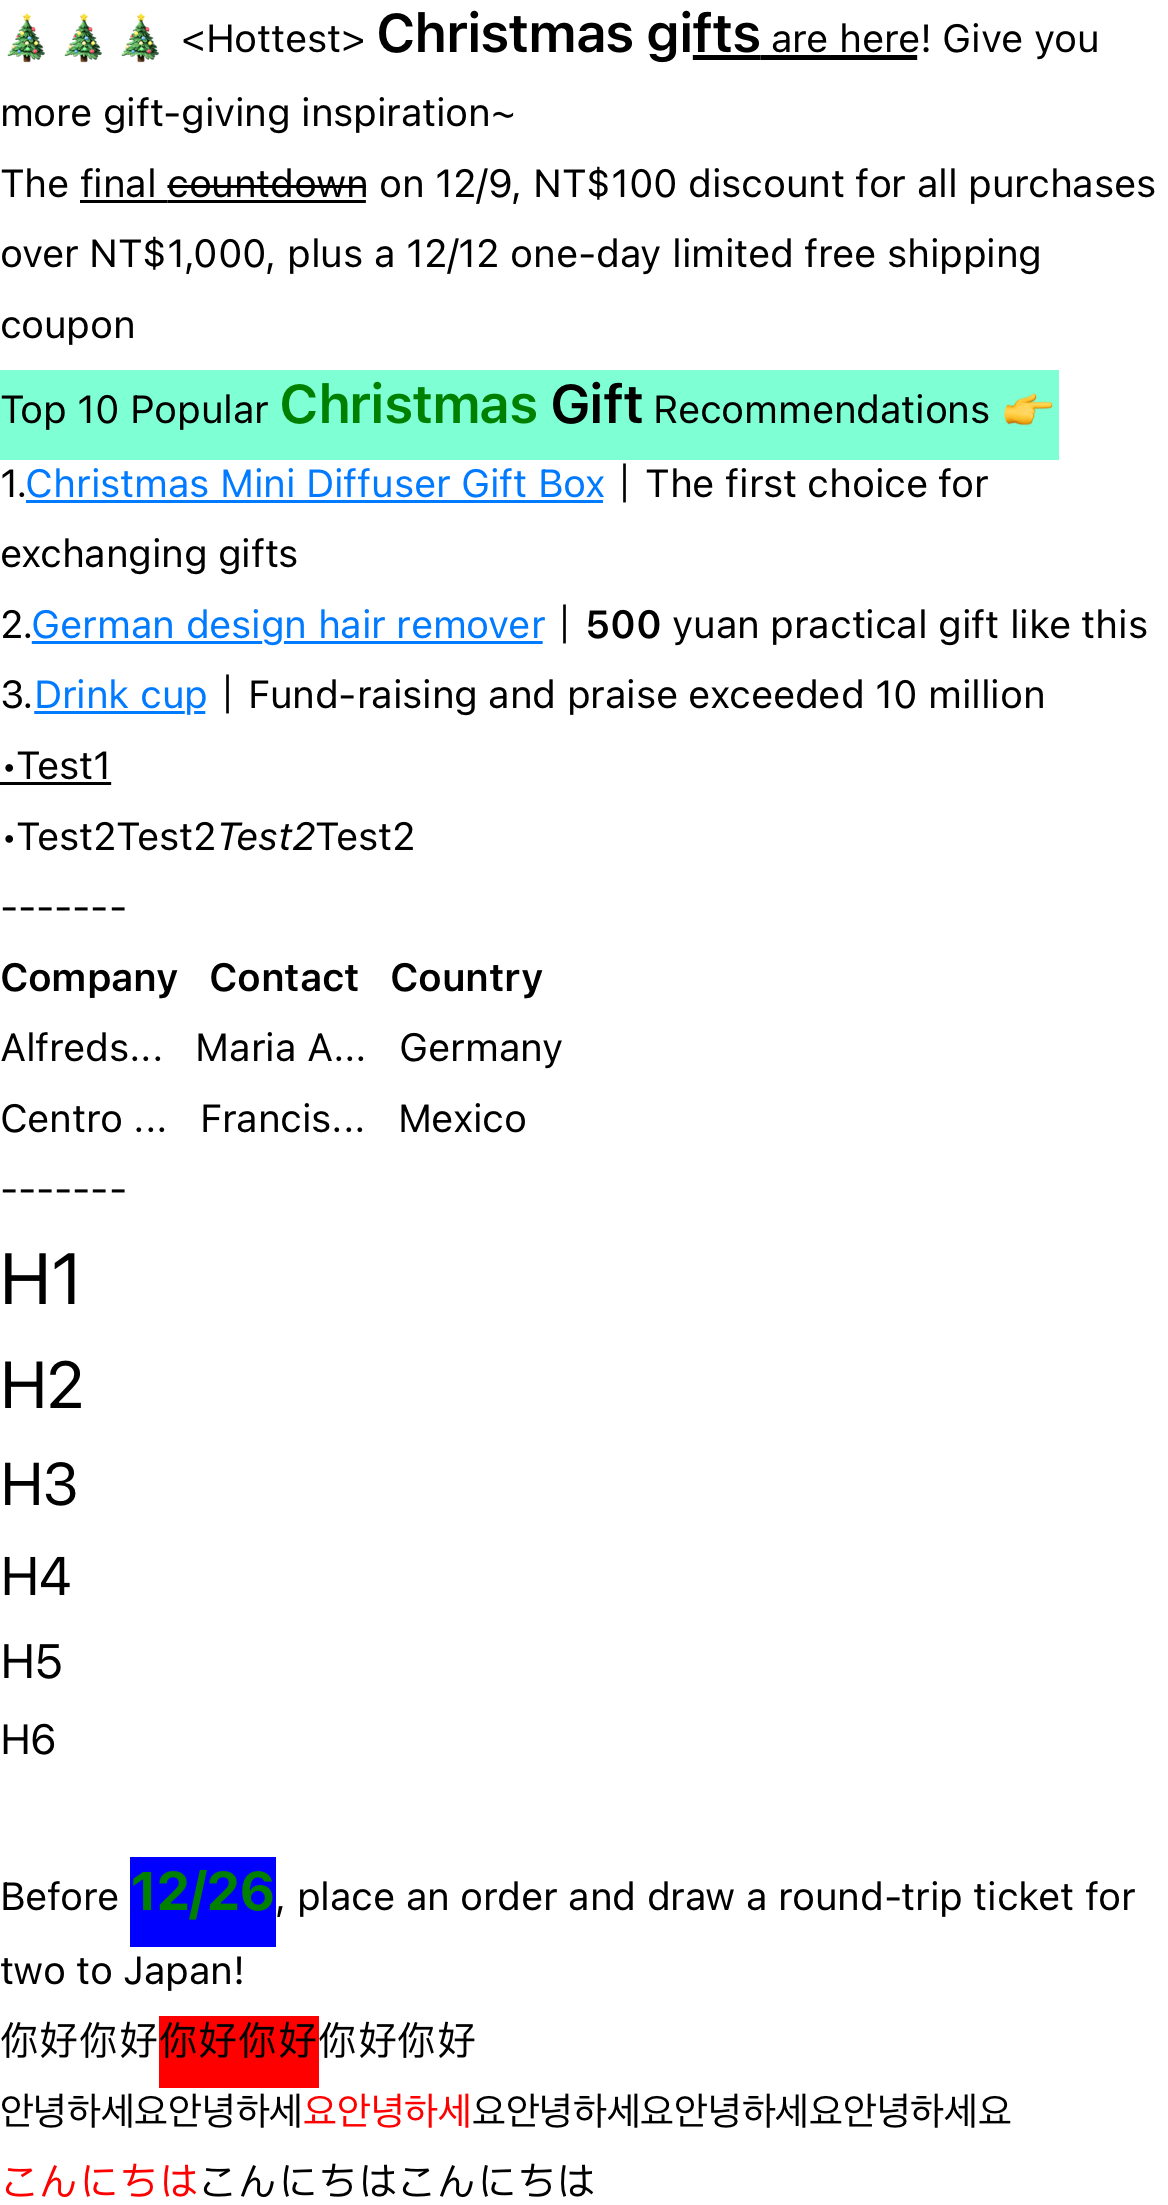 🎄🎄🎄 <Hottest> Christmas gifts are here! Give you
more gift-giving inspiration~
The final countdown on 12/9, NT$100 discount for all purchases
over NT$1,000, plus a 12/12 one-day limited free shipping
coupon
Top 10 Popular Christmas Gift Recommendations 👉
1.Christmas Mini Diffuser Gift Box｜The first choice for
exchanging gifts
2.German design hair remover｜500 yuan practical gift like this
3.Drink cup｜Fund-raising and praise exceeded 10 million
•Test1
•Test2Test2Test2Test2
-------
Company Contact Country
Alfreds... Maria A... Germany
Centro ... Francis... Mexico
-------
H1
H2
H3
H4
H5
H6
Before 12/26, place an order and draw a round-trip ticket for
two to Japan!
你好你好你好你好你好你好
안녕하세요안녕하세요안녕하세요안녕하세요안녕하세요안녕하세요
こんにちはこんにちはこんにちは